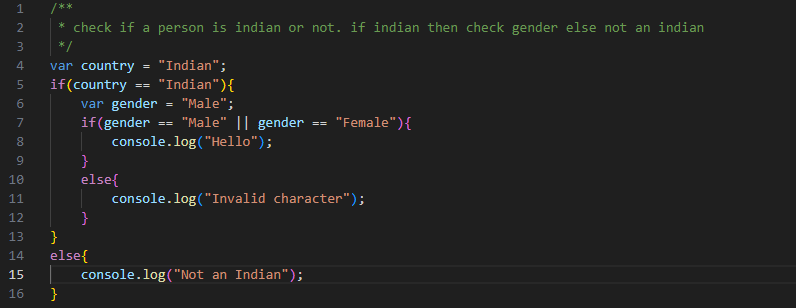 1 /**
2 * check if a person is indian or not. if indian then check gender else not an indian
3 */
4 var country = "Indian";
5 if(country == "Indian"){
6 var gender = "Male";
7 if(gender == "Male" || gender == "Female"){
8 console.log("Hello");
9 }
10 else{
11 console.log("Invalid character");
12 }
13 }
14 else{
15 console.log("Not an Indian");
16 }